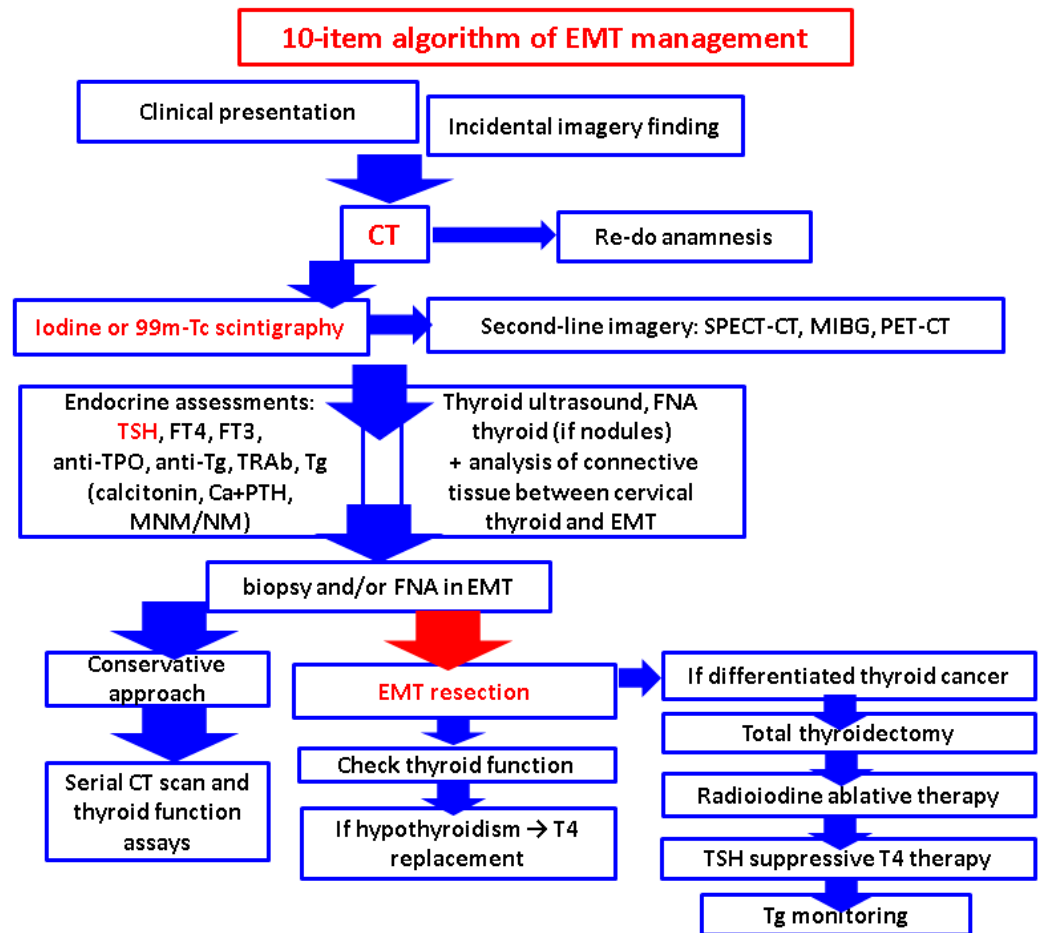 10-item algorithm of EMT management
Clinical presentation
Incidental imagery finding
CT
Re-do anamnesis
Iodine or 99m-Tc scintigraphy
Second-line imagery: SPECT-CT, MIBG, PET-CT
Endocrine assessments:
TSH, FT4, FT3,
anti-TPO, anti-Tg, TRAb, Tg
(calcitonin, Ca+PTH,
MNM/NM)
Thyroid ultrasound, FNA
thyroid (if nodules)
+ analysis of connective
tissue between cervical
thyroid and EMT
biopsy and/or FNA in EMT
Conservative
approach
Serial CT scan and
thyroid function
assays
EMT resection
Check thyroid function
If hypothyroidism → T4
replacement
If differentiated thyroid cancer
Total thyroidectomy
Radioiodine ablative therapy
TSH suppressive T4 therapy
Tg monitoring